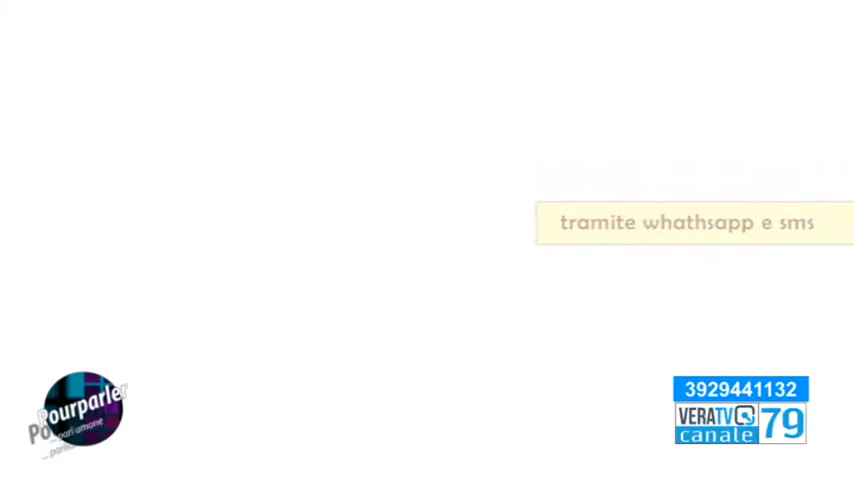 tramite whathsapp e sms
Pourparler
3929441132
VERATV
canale 79